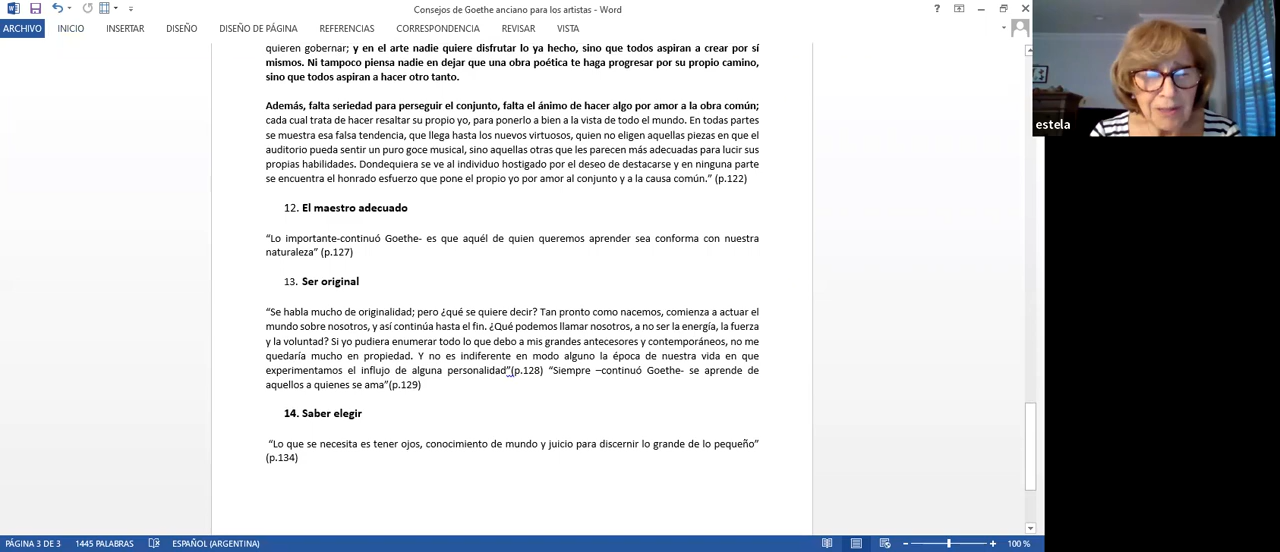 Consejos de Goethe anciano para los artistas - Word
ARCHIVO INICIO INSERTAR DISEÑO DISEÑO DE PÁGINA REFERENCIAS CORRESPONDENCIA REVISAR VISTA
quieren gobernar; y en el arte nadie quiere disfrutar lo ya hecho, sino que todos aspiran a crear por sí
mismos. Ni tampoco piensa nadie en dejar que una obra poética te haga progresar por su propio camino,
sino que todos aspiran a hacer otro tanto.
Además, falta seriedad para perseguir el conjunto, falta el ánimo de hacer algo por amor a la obra común;
cada cual trata de hacer resaltar su propio yo, para ponerlo a bien a la vista de todo el mundo. En todas partes
se muestra esa falsa tendencia, que llega hasta los nuevos virtuosos, quien no eligen aquellas piezas en que el
auditorio pueda sentir un puro goce musical, sino aquellas otras que les parecen más adecuadas para lucir sus
propias habilidades. Dondequiera se ve al individuo hostigado por el deseo de destacarse y en ninguna parte
se encuentra el honrado esfuerzo que pone el propio yo por amor al conjunto y a la causa común.” (p.122)
12. El maestro adecuado
“Lo importante-continuó Goethe- es que aquél de quien queremos aprender sea conforma con nuestra
naturaleza” (p.127)
13. Ser original
“Se habla mucho de originalidad; pero ¿qué se quiere decir? Tan pronto como nacemos, comienza a actuar el
mundo sobre nosotros, y así continúa hasta el fin. ¿Qué podemos llamar nosotros, a no ser la energía, la fuerza
y la voluntad? Si yo pudiera enumerar todo lo que debo a mis grandes antecesores y contemporáneos, no me
quedaría mucho en propiedad. Y no es indiferente en modo alguno la época de nuestra vida en que
experimentamos el influjo de alguna personalidad”(p.128) “Siempre –continuó Goethe- se aprende de
aquellos a quienes se ama”(p.129)
14. Saber elegir
“Lo que se necesita es tener ojos, conocimiento de mundo y juicio para discernir lo grande de lo pequeño”
(p.134)
PÁGINA 3 DE 3 1445 PALABRAS ESPAÑOL (ARGENTINA) 100 %
estela